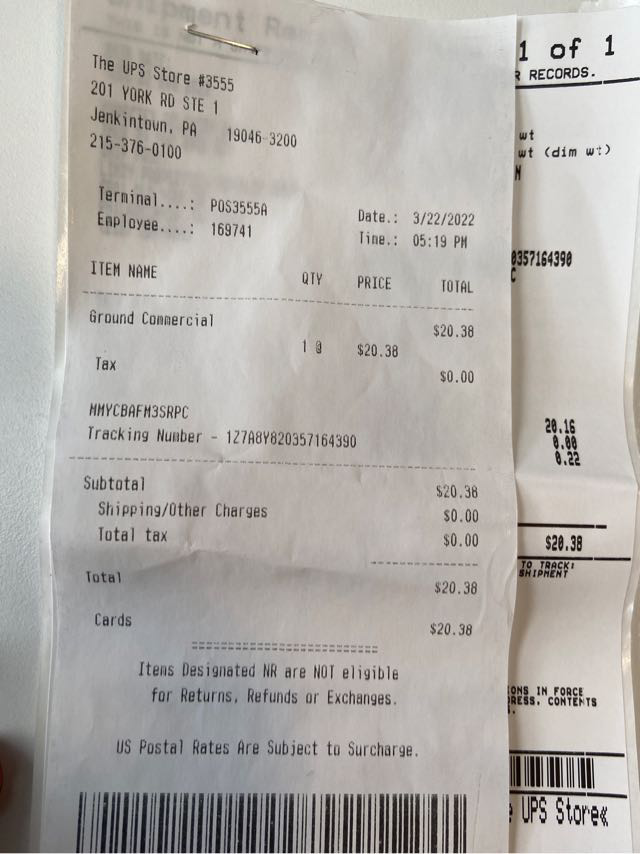 The UPS Store #3555
201 YORK RD STE 1
Jenkintown, PA 19046-3200
215-376-0100
Terminal....: POS3555A
Employee....: 169741
Date.: 3/22/2022
Time.: 05:19 PM
ITEM NAME QTY PRICE TOTAL
Ground Commercial $20.38
1 @ $20.38
Tax $0.00
MMYCBAFM3SRPC
Tracking Number - 1Z7A8Y820357164390
Subtotal $20.38
Shipping/Other Charges $0.00
Total tax $0.00
Total $20.38
Cards $20.38
Items Designated NR are NOT eligible
for Returns, Refunds or Exchanges.
US Postal Rates Are Subject to Surcharge.
1 of 1
RECORDS.
wt
wt (dim wt)
N
0357164390
C
20.16
0.00
0.22
$20.38
TO TRACK:
SHIPMENT
IONS IN FORCE
RESS, CONTENTS
UPS Store«